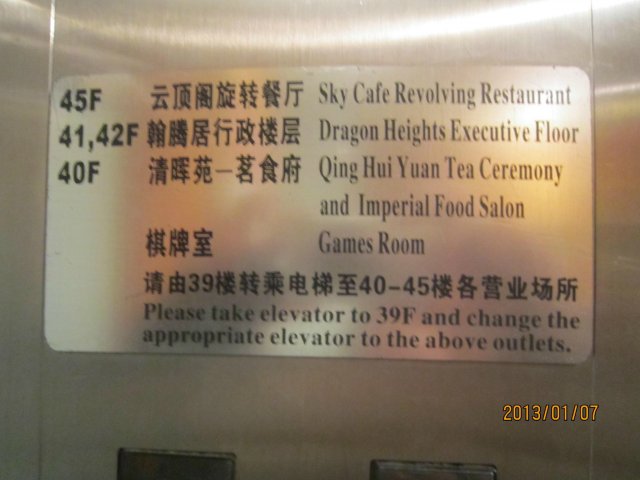 45F 云顶阁旋转餐厅 Sky Cafe Revolving Restaurant
41,42F 翰腾居行政楼层 Dragon Heights Executive Floor
40F 清晖苑－茗食府 Qing Hui Yuan Tea Ceremony
and Imperial Food Salon
棋牌室 Games Room
请由39楼转乘电梯至40-45楼各营业场所
Please take elevator to 39F and change the
appropriate elevator to the above outlets.
2013/01/07